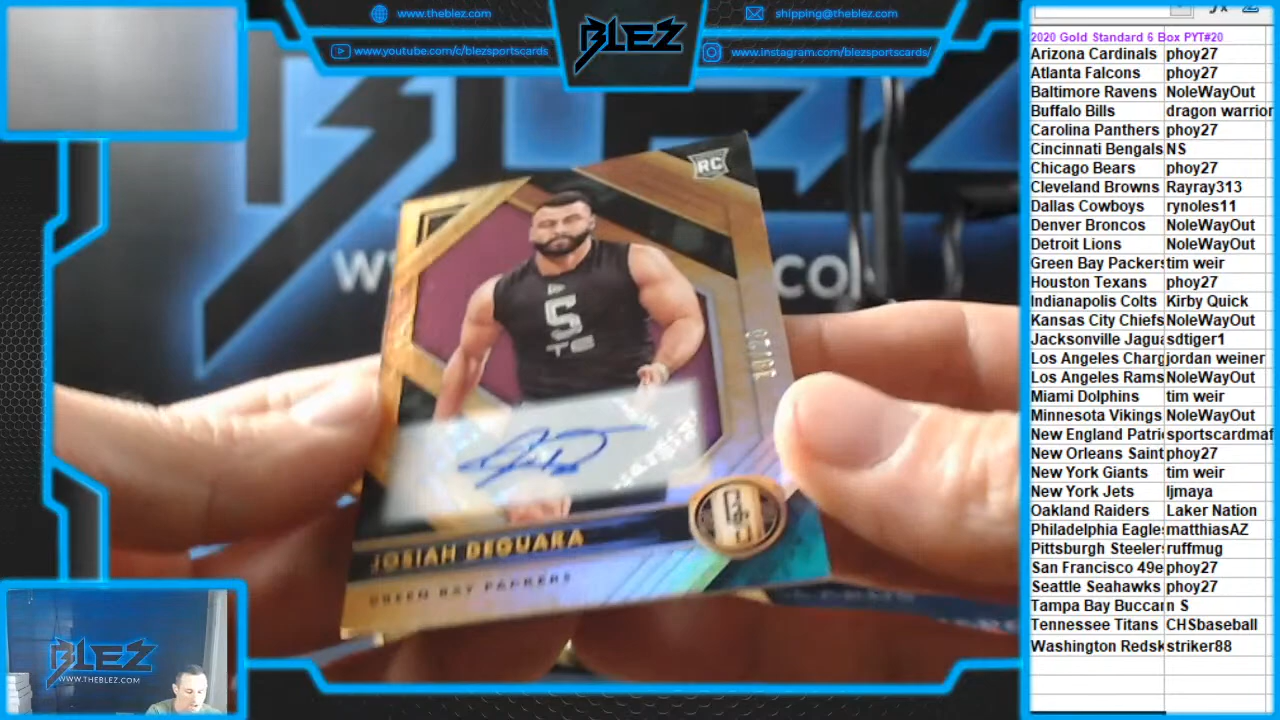 www.theblez.com
shipping@theblez.com
www.youtube.com/c/blezsportscards
www.instagram.com/blezsportscards/
BLEZ
2020 Gold Standard 6 Box PYT#20
Arizona Cardinals phoy27
Atlanta Falcons phoy27
Baltimore Ravens NoleWayOut
Buffalo Bills dragon warrior
Carolina Panthers phoy27
Cincinnati Bengals NS
Chicago Bears phoy27
Cleveland Browns Rayray313
Dallas Cowboys rynoles11
Denver Broncos NoleWayOut
Detroit Lions NoleWayOut
Green Bay Packers tim weir
Houston Texans phoy27
Indianapolis Colts Kirby Quick
Kansas City Chiefs NoleWayOut
Jacksonville Jagua sdtiger1
Los Angeles Charg jordan weiner
Los Angeles Rams NoleWayOut
Miami Dolphins tim weir
Minnesota Vikings NoleWayOut
New England Patri sportscardmaf
New Orleans Saint phoy27
New York Giants tim weir
New York Jets ljmaya
Oakland Raiders Laker Nation
Philadelphia Eagle matthiasAZ
Pittsburgh Steeler ruffmug
San Francisco 49e phoy27
Seattle Seahawks phoy27
Tampa Bay Buccan n S
Tennessee Titans CHSbaseball
Washington Redsk striker88
RC
S
TE
JOSIAH DEGUARA
GREEN BAY PACKERS
BLEZ
WWW.THEBLEZ.COM